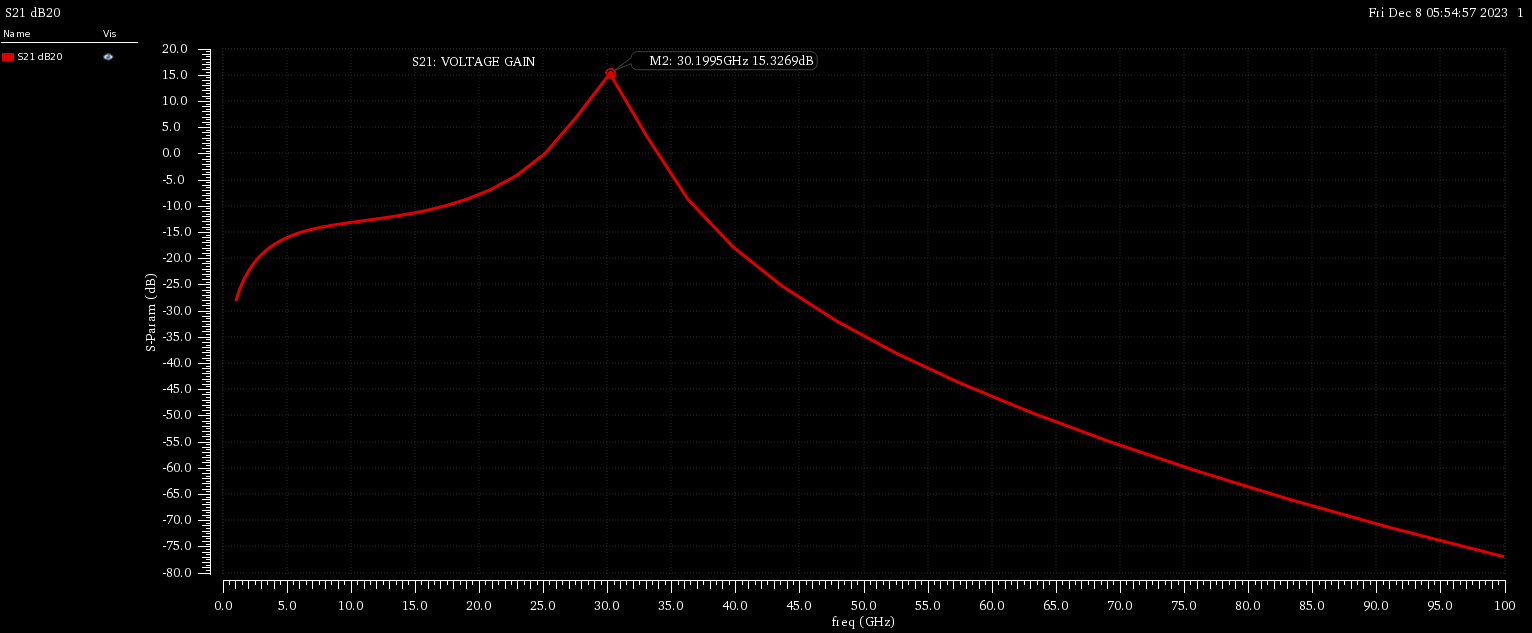 S21 dB20
Fri Dec 8 05:54:57 2023 1
Name Vis
S21 dB20
S21: VOLTAGE GAIN
M2: 30.1995GHz 15.3269dB
20.0
15.0
10.0
5.0
0.0
-5.0
-10.0
-15.0
-20.0
-25.0
-30.0
-35.0
-40.0
-45.0
-50.0
-55.0
-60.0
-65.0
-70.0
-75.0
-80.0
S-Param (dB)
0.0 5.0 10.0 15.0 20.0 25.0 30.0 35.0 40.0 45.0 50.0 55.0 60.0 65.0 70.0 75.0 80.0 85.0 90.0 95.0 100
freq (GHz)